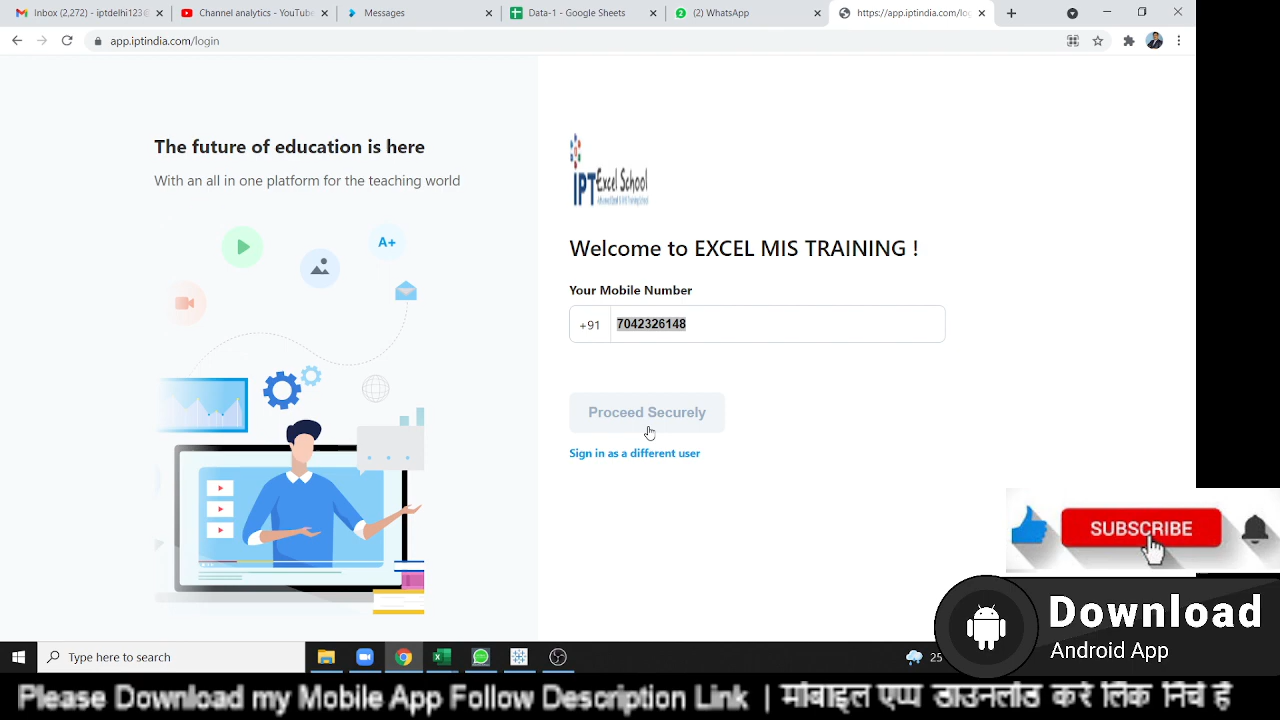 Inbox (2,272) - iptdelhi123@
Channel analytics - YouTube
Messages
Data-1 - Google Sheets
(2) WhatsApp
https://app.iptindia.com/log
app.iptindia.com/login
The future of education is here
With an all in one platform for the teaching world
A+
IPT Excel School
Welcome to EXCEL MIS TRAINING !
Your Mobile Number
+91 7042326148
Proceed Securely
Sign in as a different user
SUBSCRIBE
Download
Android App
Type here to search
25
Please Download my Mobile App Follow Description Link | मोबाइल एप्प डाउनलोड करे लिंक निचे है